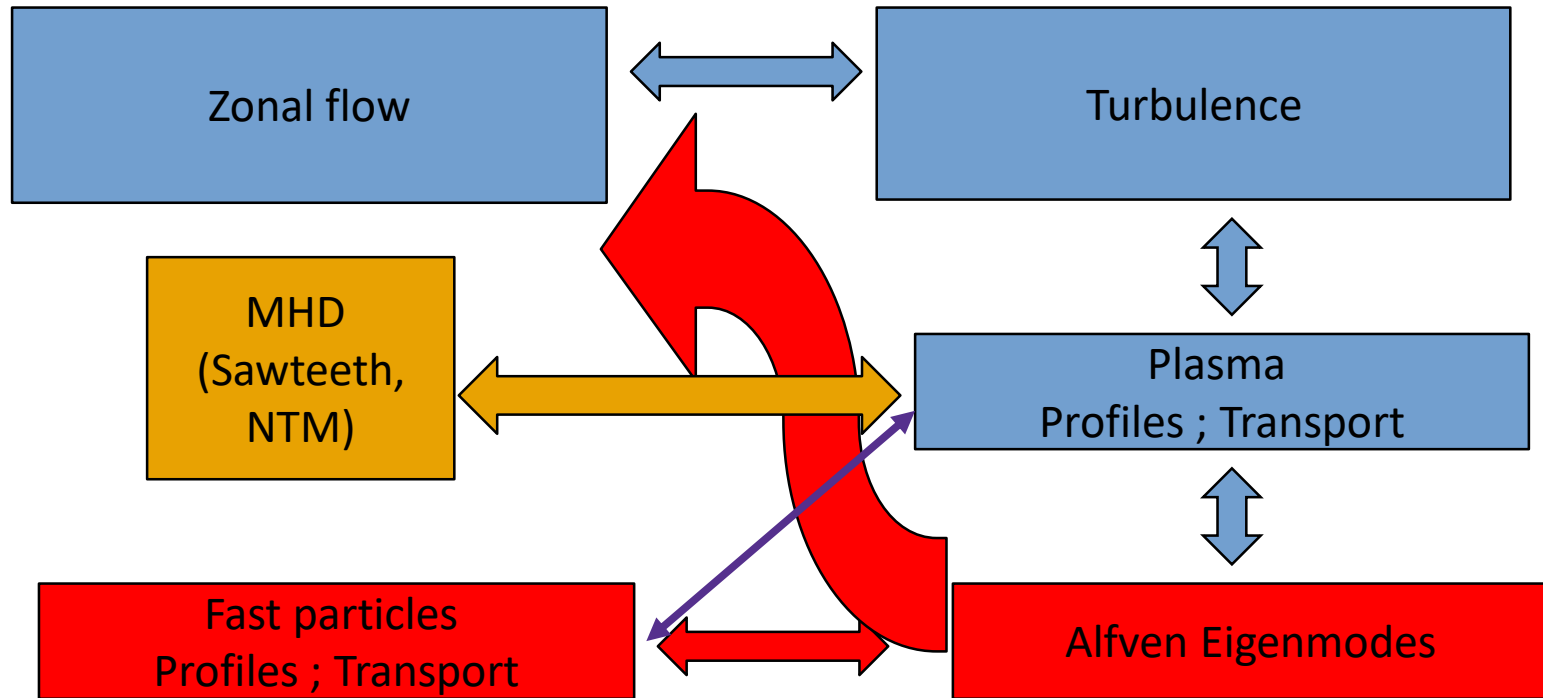 Zonal flow
Turbulence
MHD
(Sawteeth,
NTM)
Plasma
Profiles ; Transport
Fast particles
Profiles ; Transport
Alfven Eigenmodes